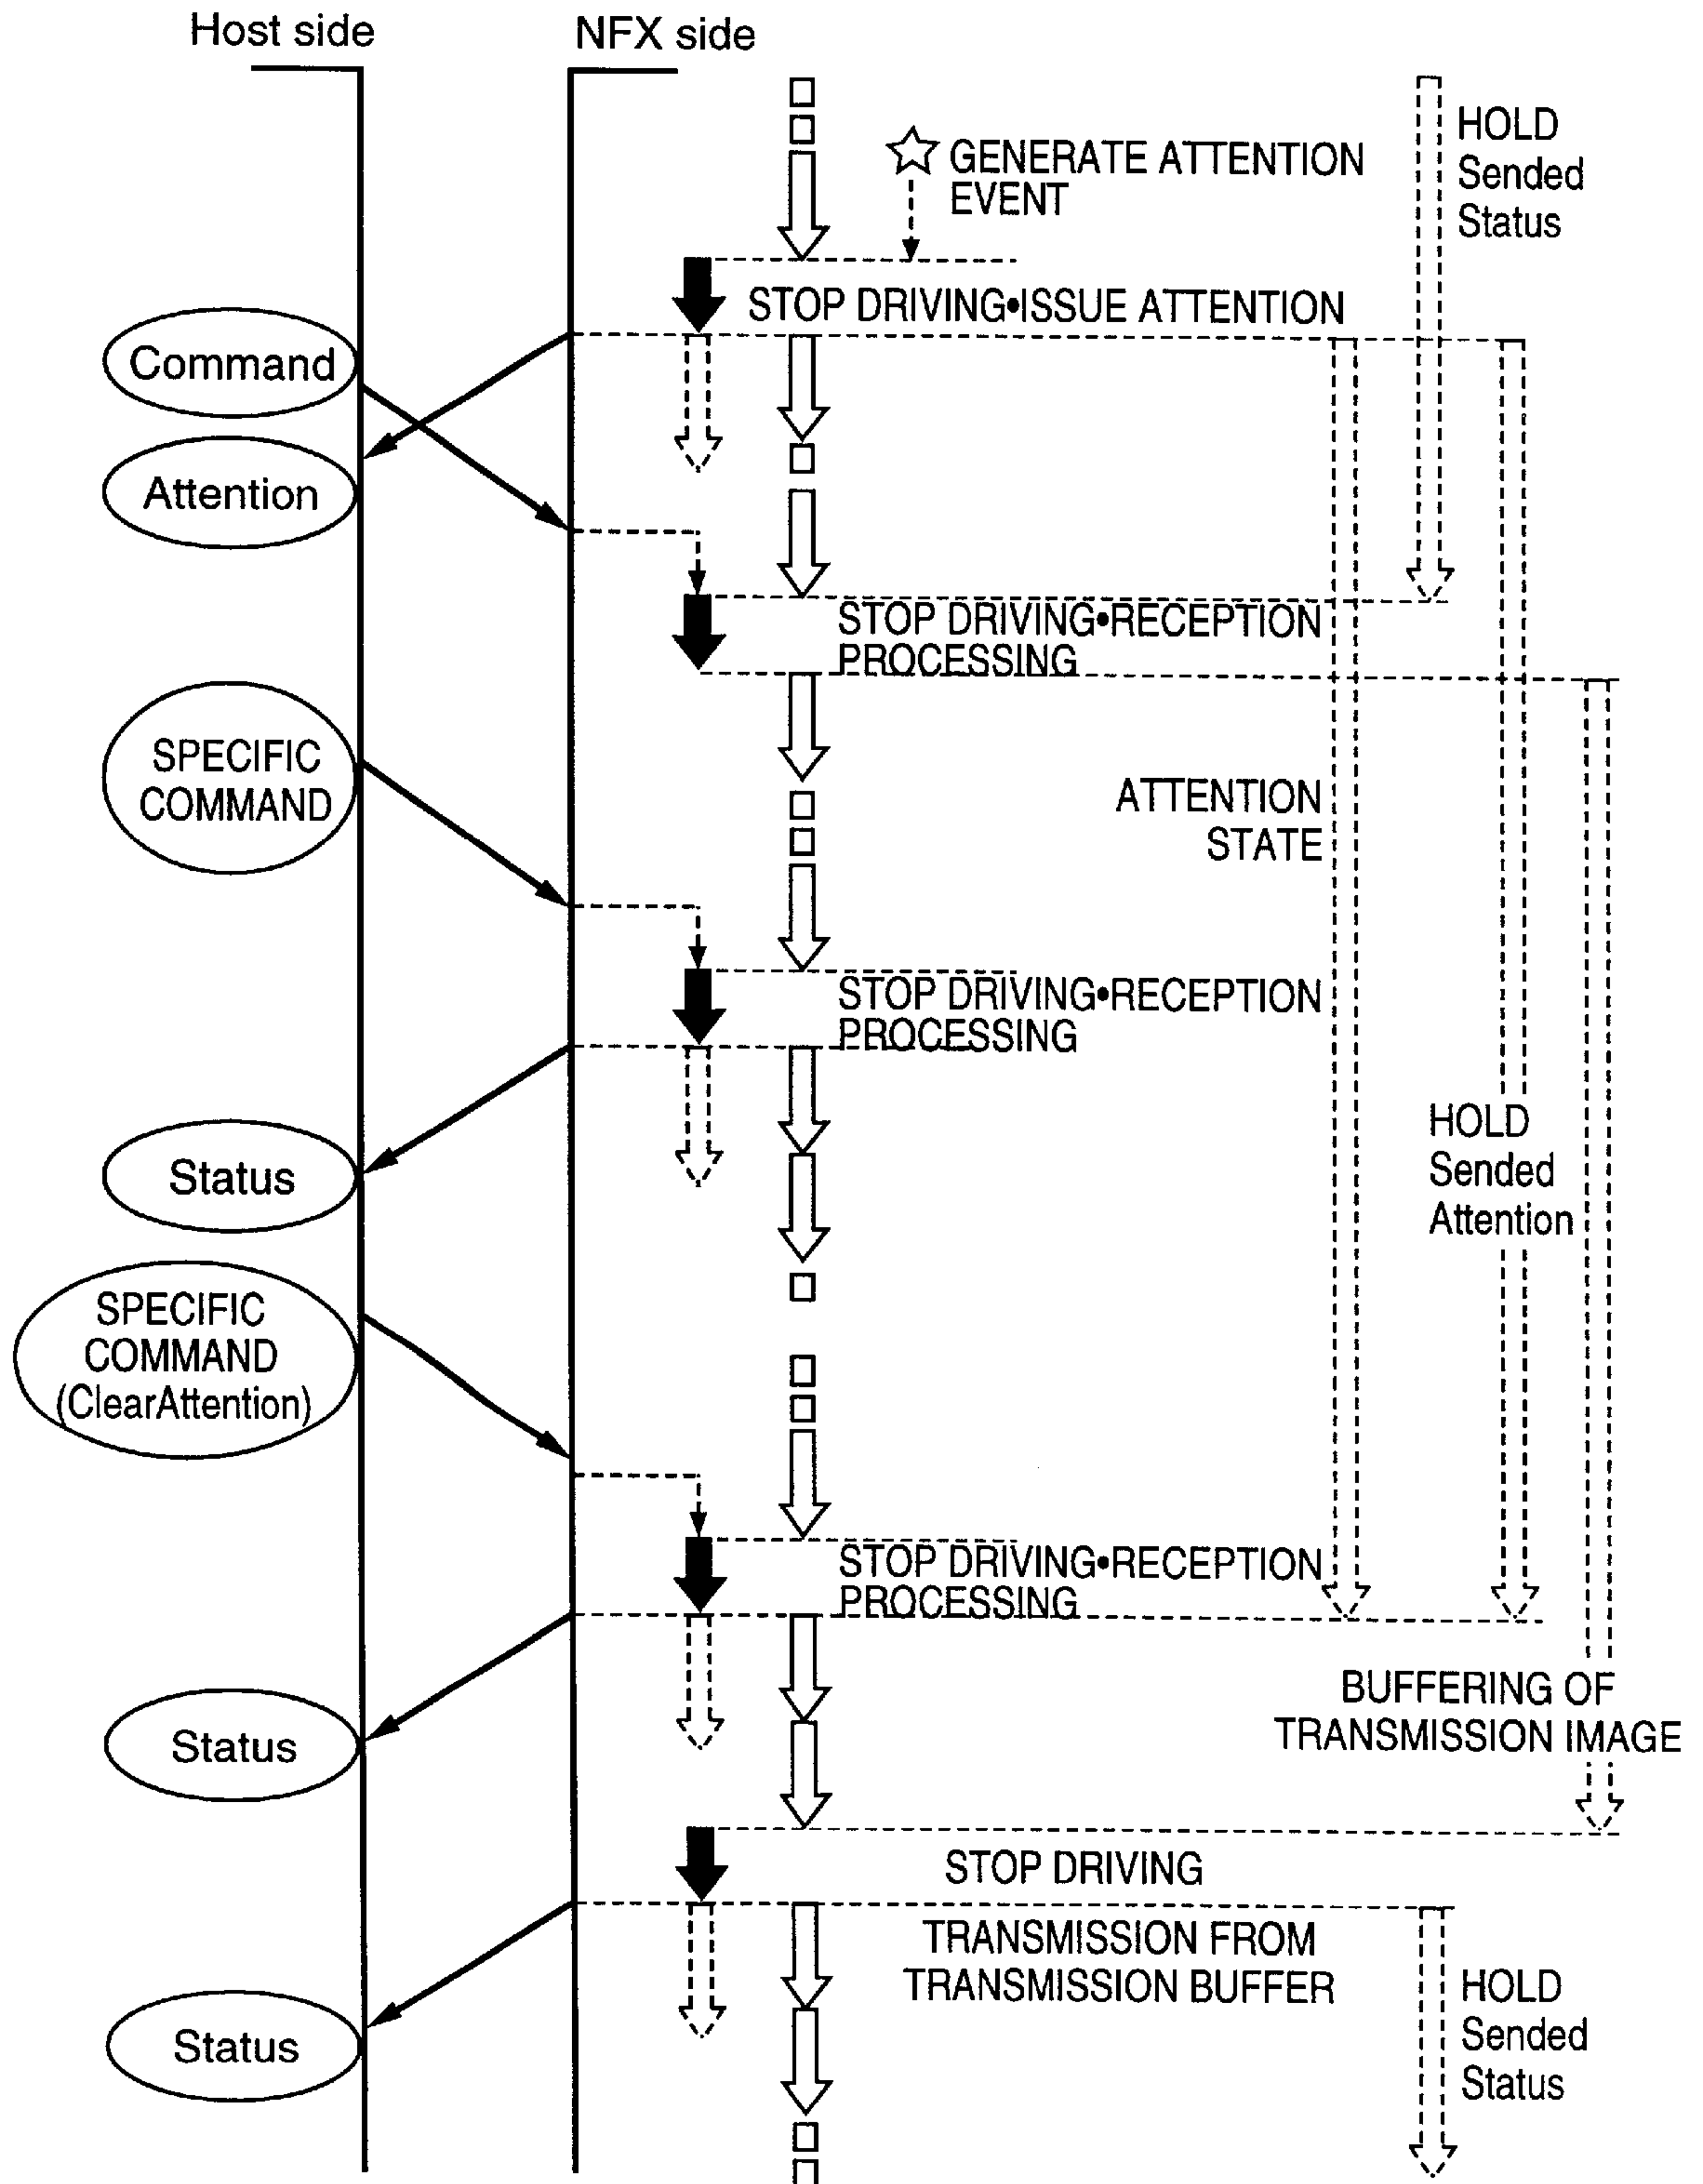 Host side
NFX side
HOLD
Sended
Status
GENERATE ATTENTION
EVENT
STOP DRIVING•ISSUE ATTENTION
Command
Attention
STOP DRIVING•RECEPTION
PROCESSING
SPECIFIC
COMMAND
ATTENTION
STATE
STOP DRIVING•RECEPTION
PROCESSING
HOLD
Sended
Attention
Status
SPECIFIC
COMMAND
(ClearAttention)
STOP DRIVING•RECEPTION
PROCESSING
BUFFERING OF
TRANSMISSION IMAGE
Status
STOP DRIVING
TRANSMISSION FROM
TRANSMISSION BUFFER
HOLD
Sended
Status
Status